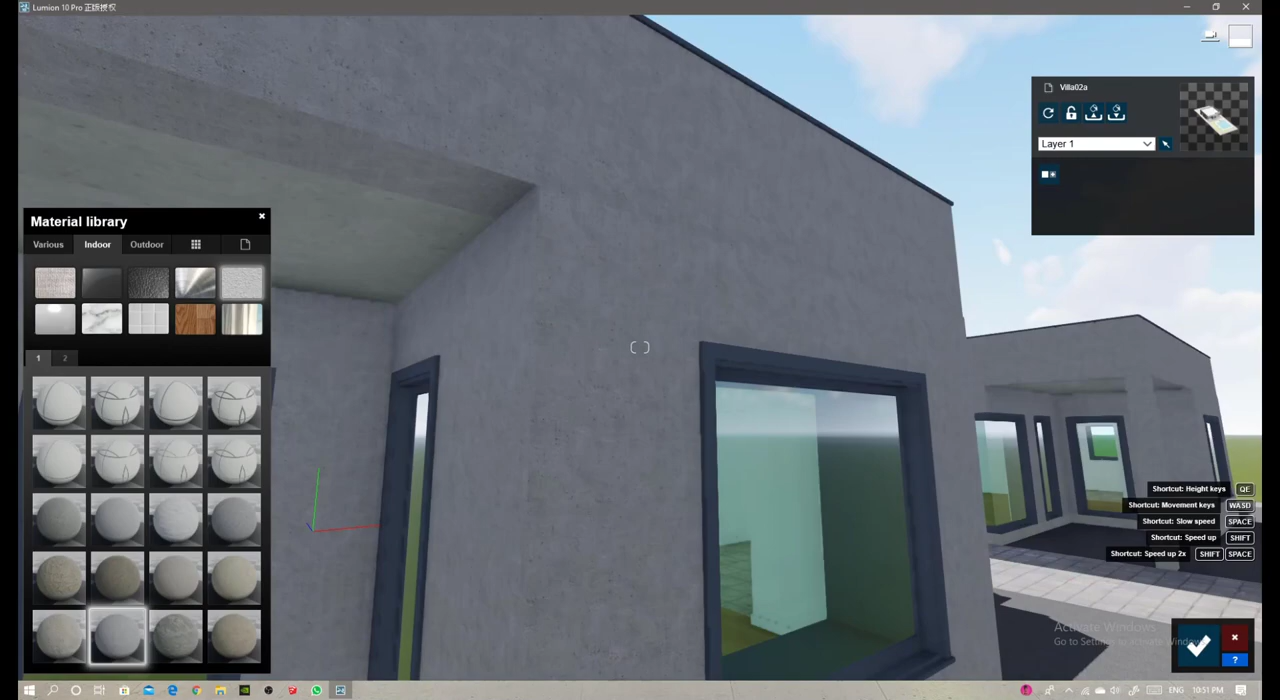 Lumion 10 Pro 正版授权
Villa02a
Layer 1
Material library
Various Indoor Outdoor
1 2
Shortcut: Height keys QE
Shortcut: Movement keys WASD
Shortcut: Slow speed SPACE
Shortcut: Speed up SHIFT
Shortcut: Speed up 2x SHIFT SPACE
Activate Windows
Go to Settings to activate Windows
?
ENG 10:51 PM